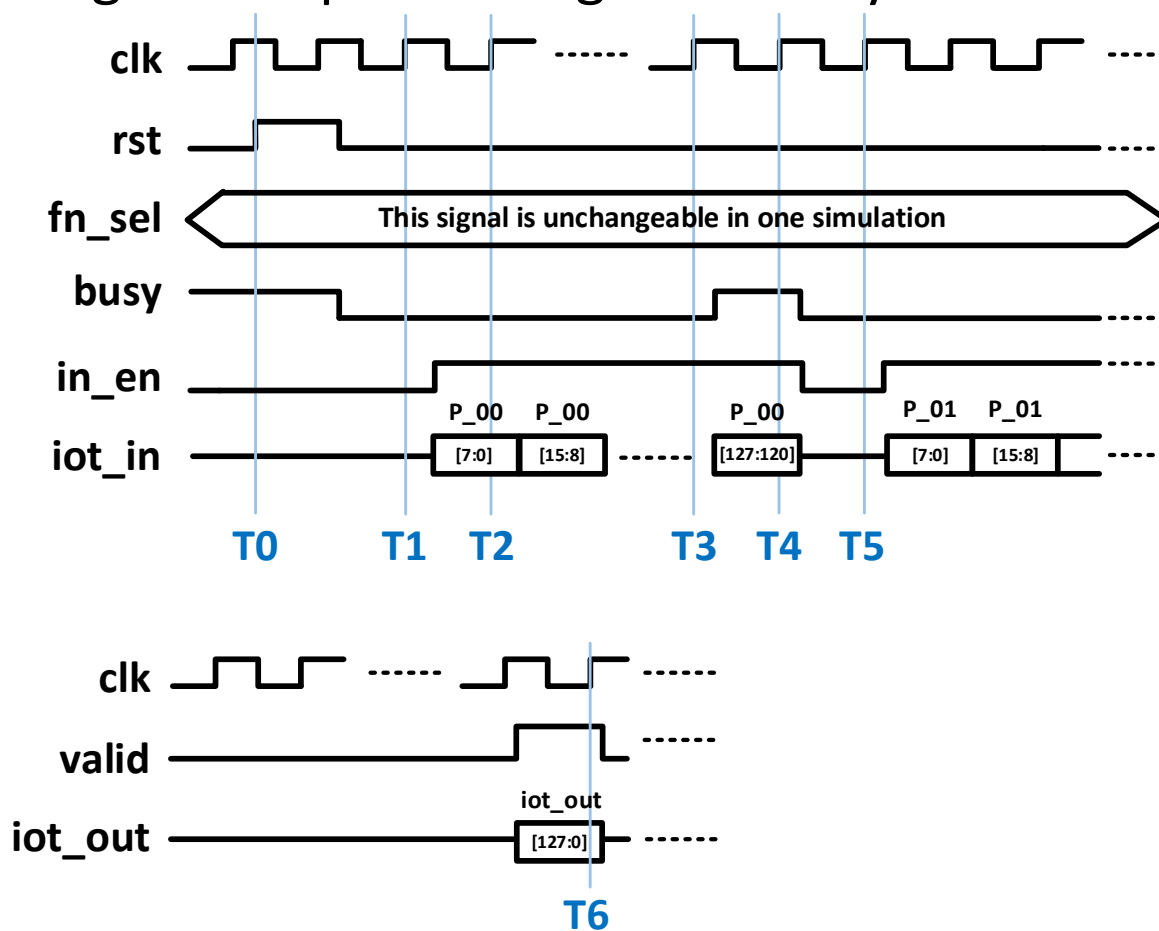 clk
rst
fn_sel
This signal is unchangeable in one simulation
busy
in_en
P_00 P_00 P_00 P_01 P_01
iot_in
[7:0] [15:8] [127:120] [7:0] [15:8]
T0 T1 T2 T3 T4 T5
clk
valid
iot_out
iot_out
[127:0]
T6